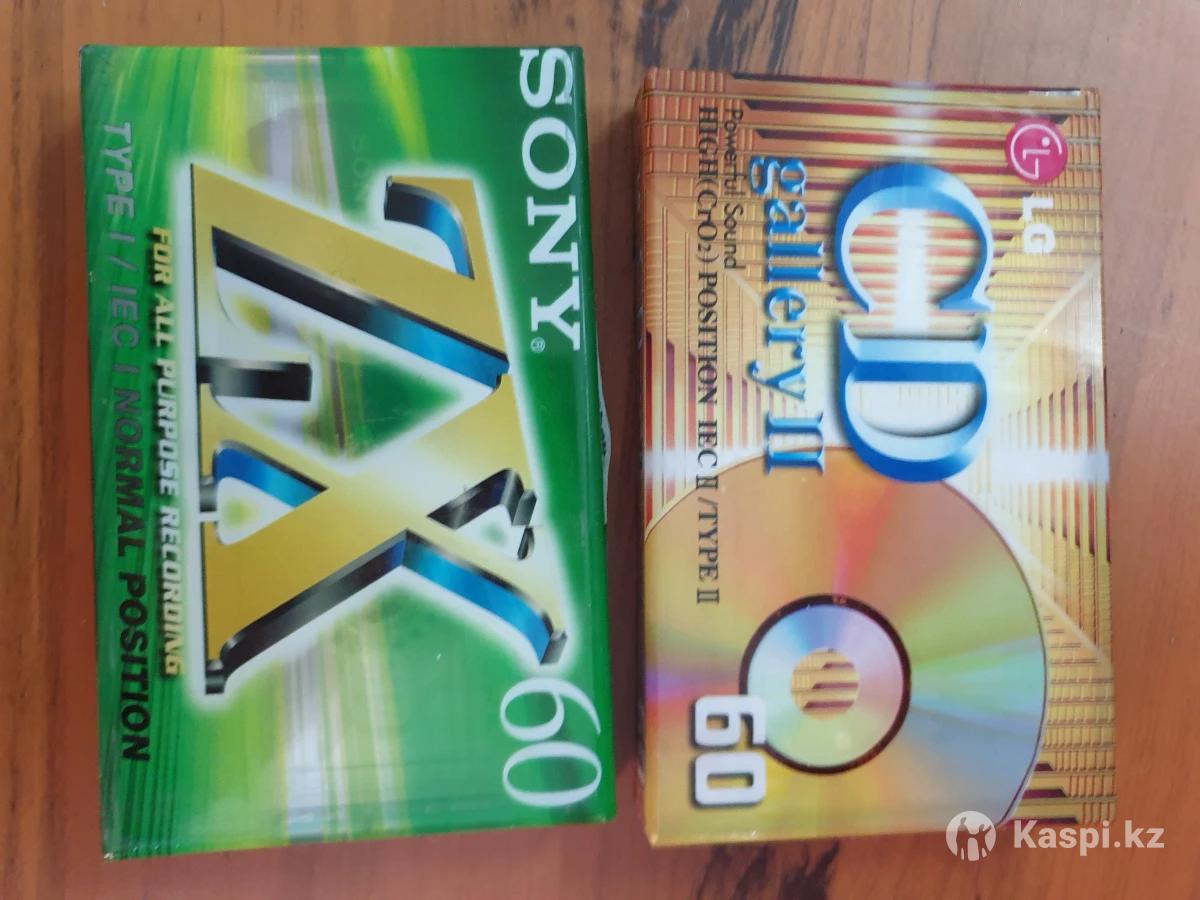 SONY®
ZX
60
FOR ALL PURPOSE RECORDING
TYPE I / IEC I NORMAL POSITION
LG
CD
gallery II
Powerful Sound
HIGH(CrO₂) POSITION IEC II/TYPE II
60
Kaspi.kz